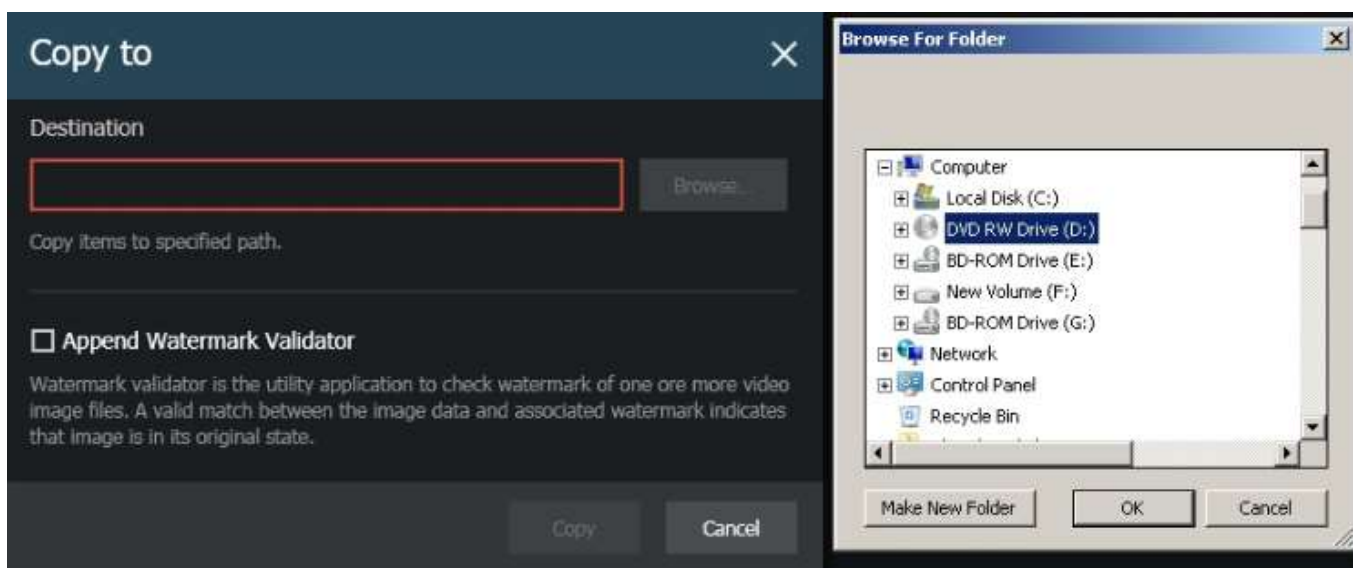 Copy to
Destination
Browse...
Copy items to specified path.
Append Watermark Validator
Watermark validator is the utility application to check watermark of one ore more video
image files. A valid match between the image data and associated watermark indicates
that image is in its original state.
Copy
Cancel
Browse For Folder
Computer
Local Disk (C:)
DVD RW Drive (D:)
BD-ROM Drive (E:)
New Volume (F:)
BD-ROM Drive (G:)
Network
Control Panel
Recycle Bin
Make New Folder
OK
Cancel